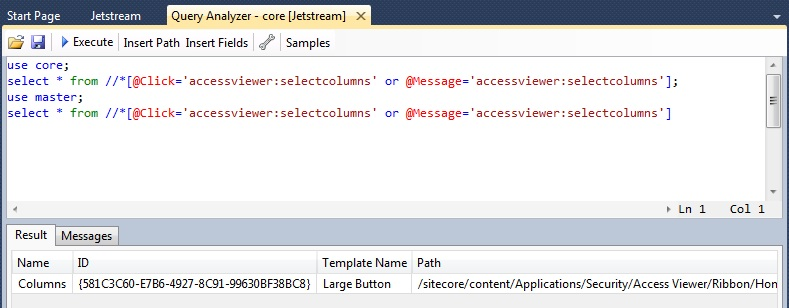 Start Page Jetstream Query Analyzer - core [Jetstream]
Execute Insert Path Insert Fields Samples
use core;
select * from //*[@Click='accessviewer:selectcolumns' or @Message='accessviewer:selectcolumns'];
use master;
select * from //*[@Click='accessviewer:selectcolumns' or @Message='accessviewer:selectcolumns']
Ln 1 Col 1
Result Messages
Name ID Template Name Path
Columns {581C3C60-E7B6-4927-8C91-99630BF38BC8} Large Button /sitecore/content/Applications/Security/Access Viewer/Ribbon/Hon